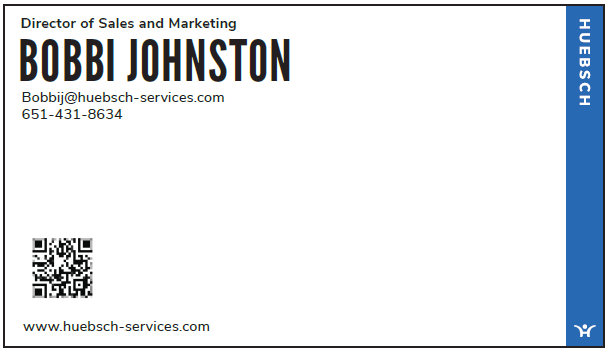 Director of Sales and Marketing
BOBBI JOHNSTON
Bobbij@huebsch-services.com
651-431-8634
www.huebsch-services.com
HUEBSCH